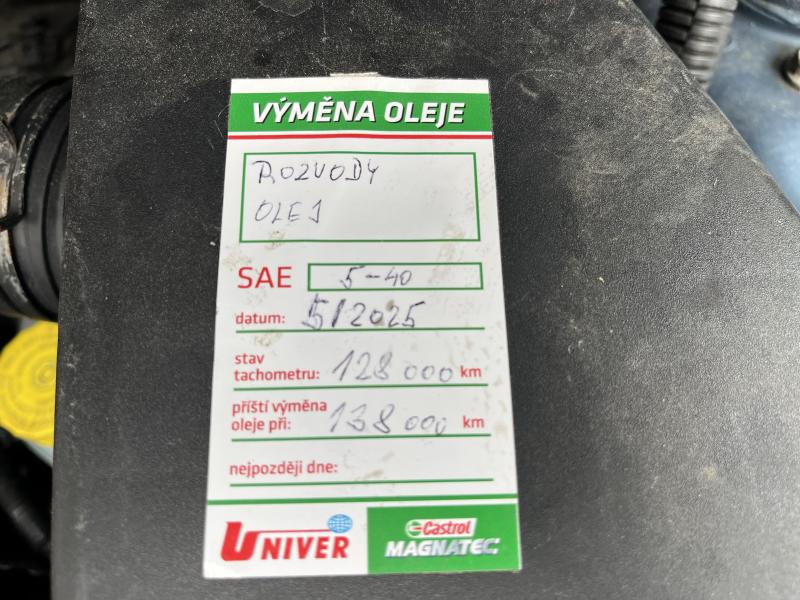 VÝMĚNA OLEJE
ROZVODY
OLEJ
SAE 5-40
datum: 5/2025
stav
tachometru: 128 000 km
příští výměna
oleje při: 138 000 km
nejpozději dne:
UNIVER
Castrol
MAGNATEC